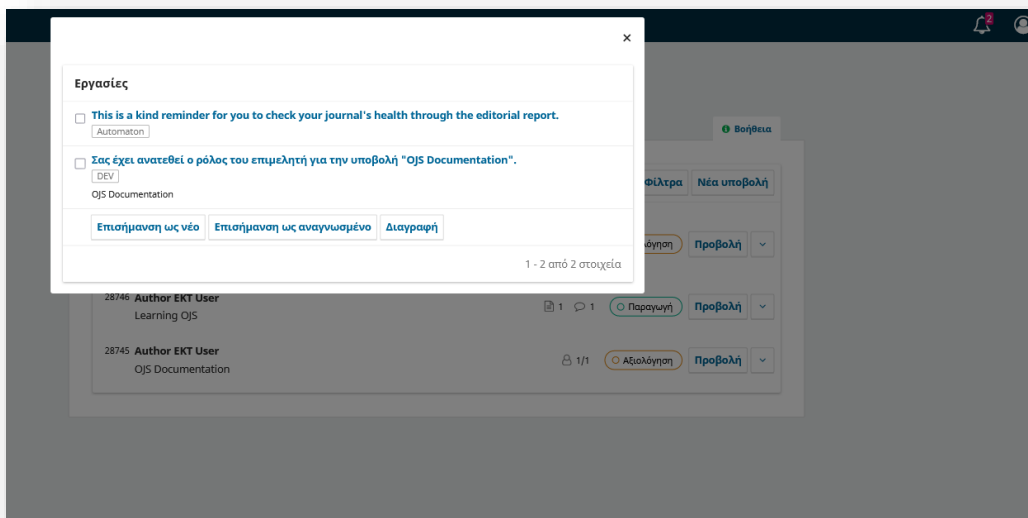 2
×
Εργασίες
This is a kind reminder for you to check your journal's health through the editorial report.
Automaton
Σας έχει ανατεθεί ο ρόλος του επιμελητή για την υποβολή "OJS Documentation".
DEV
OJS Documentation
Επισήμανση ως νέο Επισήμανση ως αναγνωσμένο Διαγραφή
1 - 2 από 2 στοιχεία
Βοήθεια
Φίλτρα Νέα υποβολή
Προβολή
28746 Author EKT User 1 1 Παραγωγή Προβολή
Learning OJS
28745 Author EKT User 1/1 Αξιολόγηση Προβολή
OJS Documentation